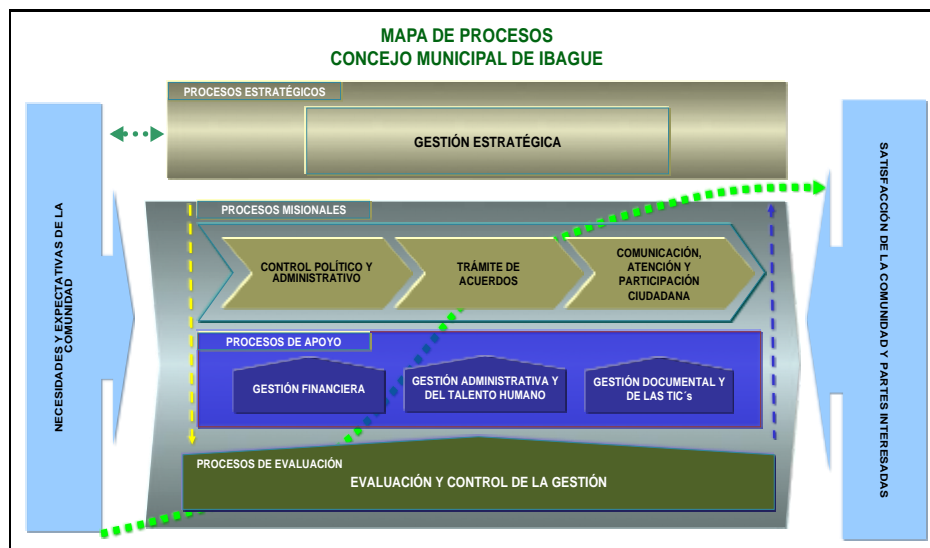 MAPA DE PROCESOS
CONCEJO MUNICIPAL DE IBAGUE
PROCESOS ESTRATÉGICOS
GESTIÓN ESTRATÉGICA
NECESIDADES Y EXPECTATIVAS DE LA
COMUNIDAD
PROCESOS MISIONALES
CONTROL POLÍTICO Y
ADMINISTRATIVO
TRÁMITE DE
ACUERDOS
COMUNICACIÓN,
ATENCIÓN Y
PARTICIPACIÓN
CIUDADANA
PROCESOS DE APOYO
GESTIÓN FINANCIERA
GESTIÓN ADMINISTRATIVA Y
DEL TALENTO HUMANO
GESTIÓN DOCUMENTAL Y
DE LAS TIC´s
PROCESOS DE EVALUACIÓN
EVALUACIÓN Y CONTROL DE LA GESTIÓN
SATISFACCIÓN DE LA COMUNIDAD Y PARTES INTERESADAS